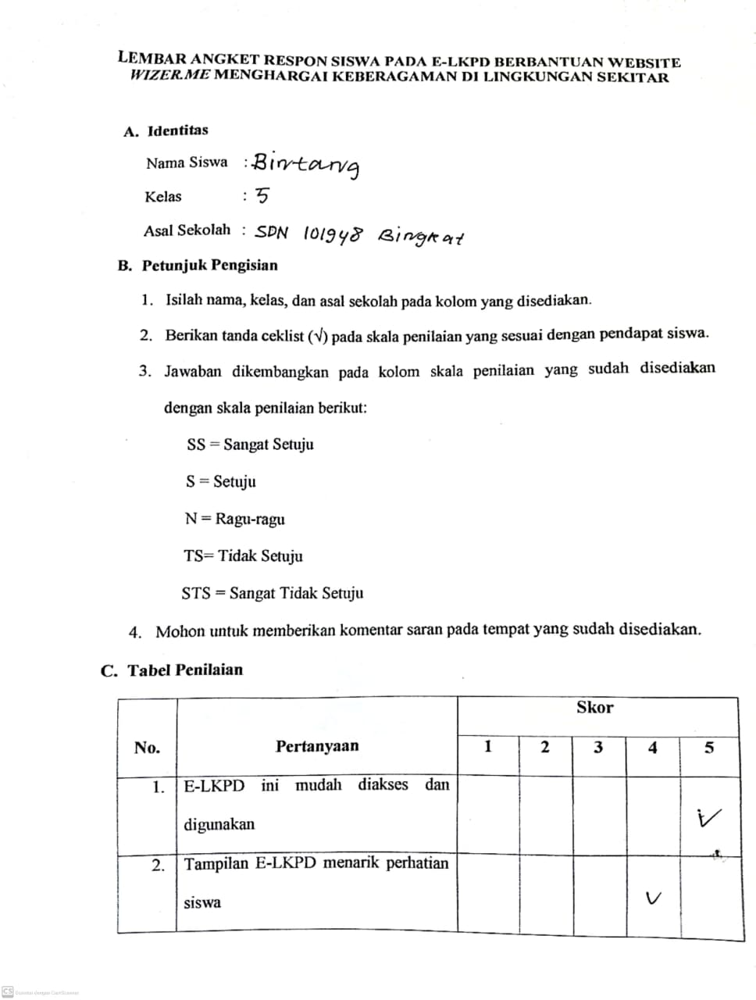 LEMBAR ANGKET RESPON SISWA PADA E-LKPD BERBANTUAN WEBSITE
WIZER.ME MENGHARGAI KEBERAGAMAN DI LINGKUNGAN SEKITAR
A. Identitas
Nama Siswa : Bintang
Kelas : 5
Asal Sekolah : SDN 101948 Bingkat
B. Petunjuk Pengisian
1. Isilah nama, kelas, dan asal sekolah pada kolom yang disediakan.
2. Berikan tanda ceklist (√) pada skala penilaian yang sesuai dengan pendapat siswa.
3. Jawaban dikembangkan pada kolom skala penilaian yang sudah disediakan
dengan skala penilaian berikut:
SS = Sangat Setuju
S = Setuju
N = Ragu-ragu
TS= Tidak Setuju
STS = Sangat Tidak Setuju
4. Mohon untuk memberikan komentar saran pada tempat yang sudah disediakan.
C. Tabel Penilaian
No. Pertanyaan Skor
1 2 3 4 5
1. E-LKPD ini mudah diakses dan
digunakan √
2. Tampilan E-LKPD menarik perhatian
siswa √
CS Dipindai dengan CamScanner